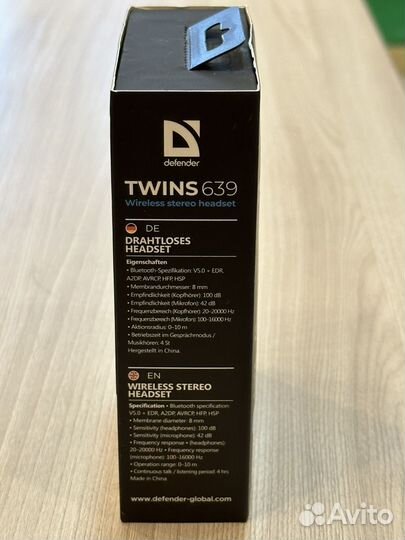 defender
TWINS 639
Wireless stereo headset
DE
DRAHTLOSES
HEADSET
Eigenschaften
• Bluetooth-Spezifikation: V5.0 + EDR,
A2DP, AVRCP, HFP, HSP
• Membrandurchmesser: 8 mm
• Empfindlichkeit (Kopfhörer): 100 dB
• Empfindlichkeit (Mikrofon): 42 dB
• Frequenzbereich (Kopfhörer): 20-20000 Hz
• Frequenzbereich (Mikrofon): 100-16000 Hz
• Aktionsradius: 0-10 m
• Betriebszeit im Gesprächmodus /
Musikhören: 4 St
Hergestellt in China.
EN
WIRELESS STEREO
HEADSET
Specification • Bluetooth specification
V5.0 + EDR, A2DP, AVRCP, HFP, HSP
• Membrane diameter: 8 mm
• Sensitivity (headphones): 100 dB
• Sensitivity (microphone): 42 dB
• Frequency response • (headphones):
20-20000 Hz • Frequency response
(microphone): 100-16000 Hz
• Operation range: 0-10 m
• Continuous talk / listening period: 4 hrs
Made in China.
www.defender-global.com
Avito